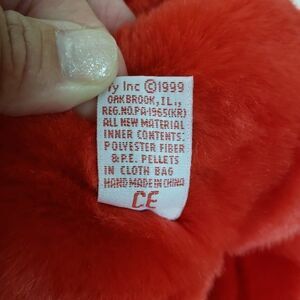 Ty Inc ©1999
OAKBROOK, IL.,
REG.NO.PA-1965(KR)
ALL NEW MATERIAL
INNER CONTENTS:
POLYESTER FIBER
& P.E. PELLETS
IN CLOTH BAG
HAND MADE IN CHINA
CE